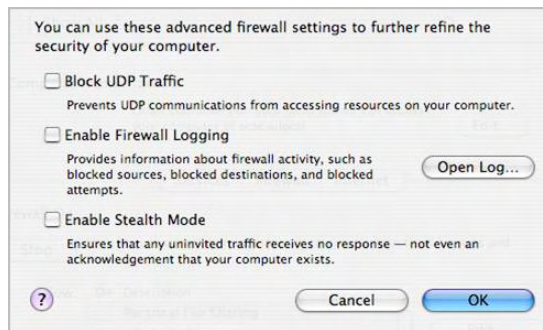 You can use these advanced firewall settings to further refine the
security of your computer.
Block UDP Traffic
Prevents UDP communications from accessing resources on your computer.
Enable Firewall Logging
Provides information about firewall activity, such as
blocked sources, blocked destinations, and blocked
attempts.
Open Log...
Enable Stealth Mode
Ensures that any uninvited traffic receives no response — not even an
acknowledgement that your computer exists.
?
Cancel
OK